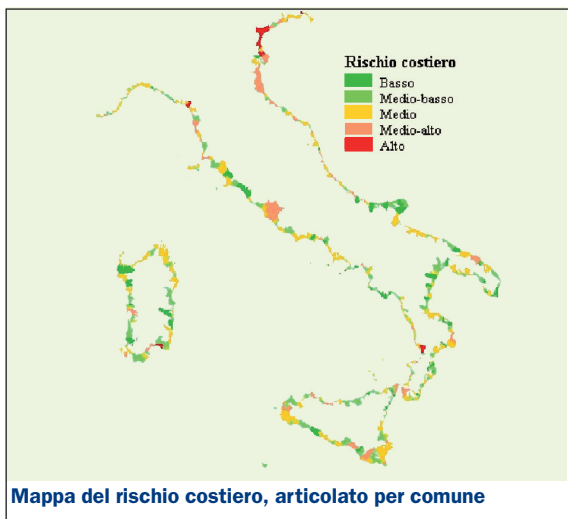 Rischio costiero
Basso
Medio-basso
Medio
Medio-alto
Alto
Mappa del rischio costiero, articolato per comune